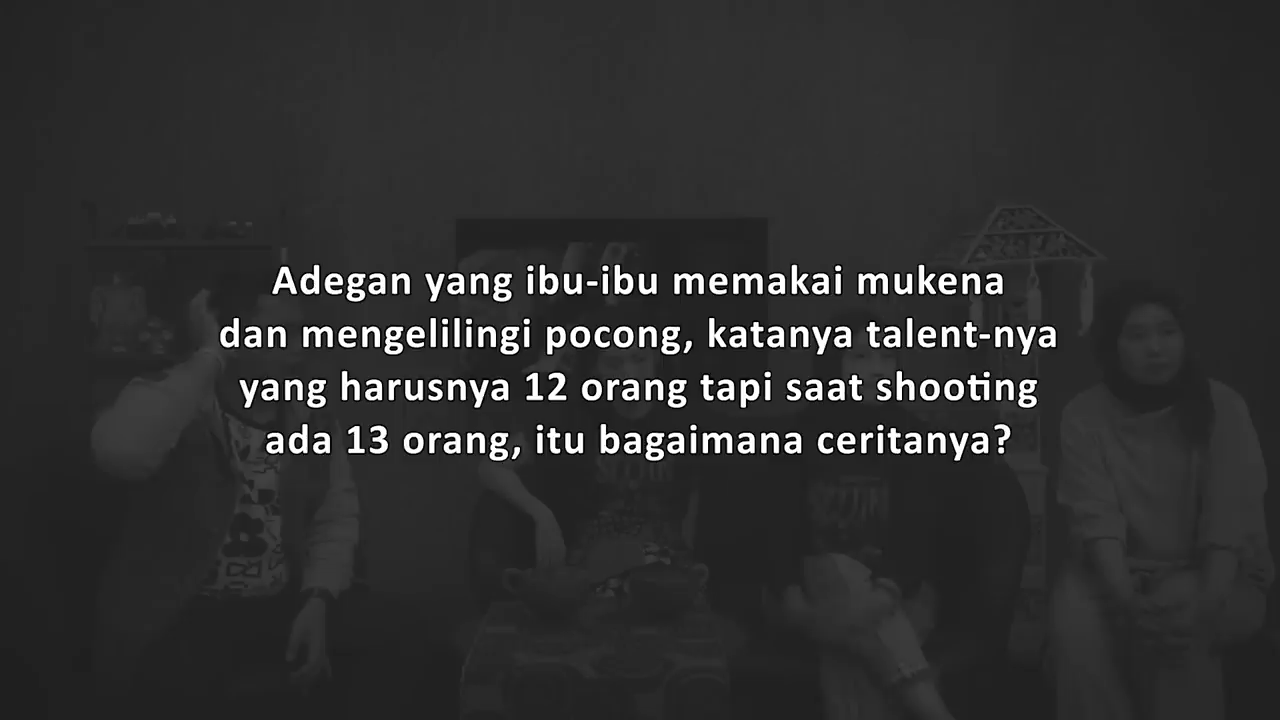 Adegan yang ibu-ibu memakai mukena
dan mengelilingi pocong, katanya talent-nya
yang harusnya 12 orang tapi saat shooting
ada 13 orang, itu bagaimana ceritanya?